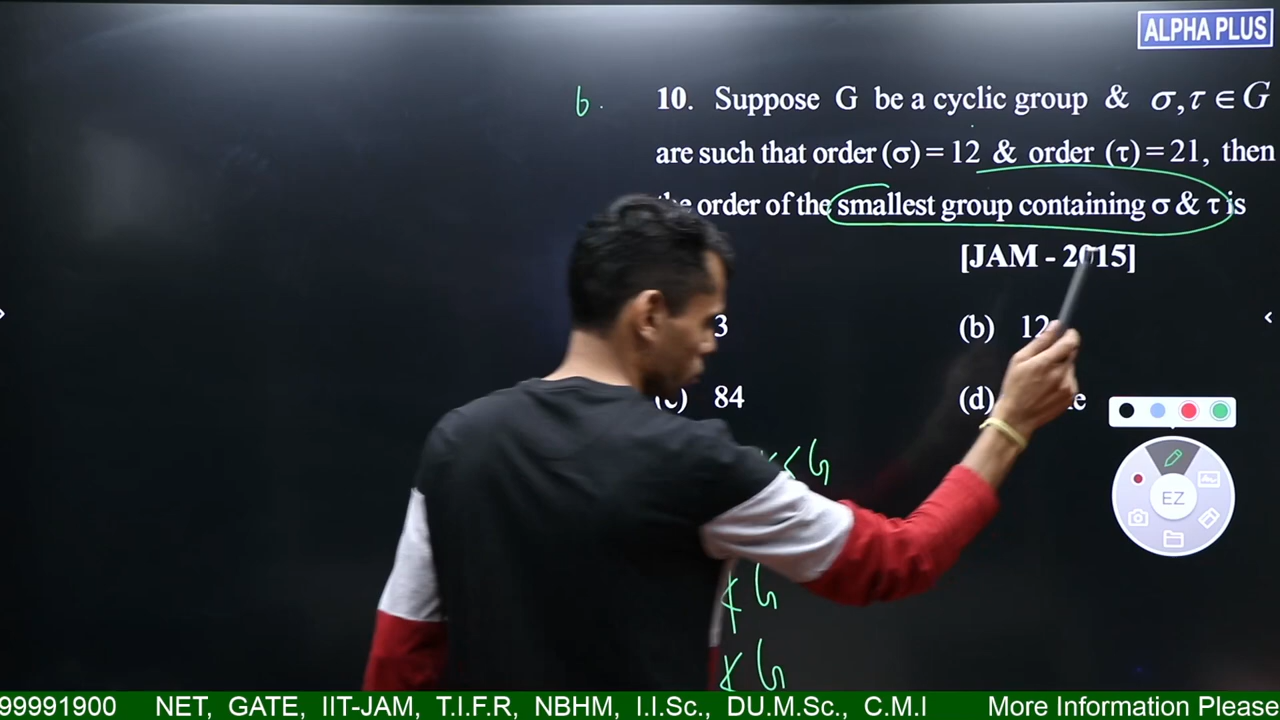 ALPHA PLUS
6.
10. Suppose G be a cyclic group & σ,τ ∈ G
are such that order (σ) = 12 & order (τ) = 21, then
order of the smallest group containing σ & τ is
[JAM - 2015]
3
(b) 12
84
(d)
< G
G
G
EZ
99991900 NET, GATE, IIT-JAM, T.I.F.R, NBHM, I.I.Sc., DU.M.Sc., C.M.I More Information Please